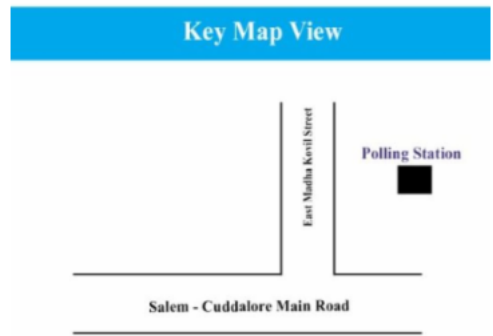 Key Map View
East Madha Kovil Street
Polling Station
Salem - Cuddalore Main Road